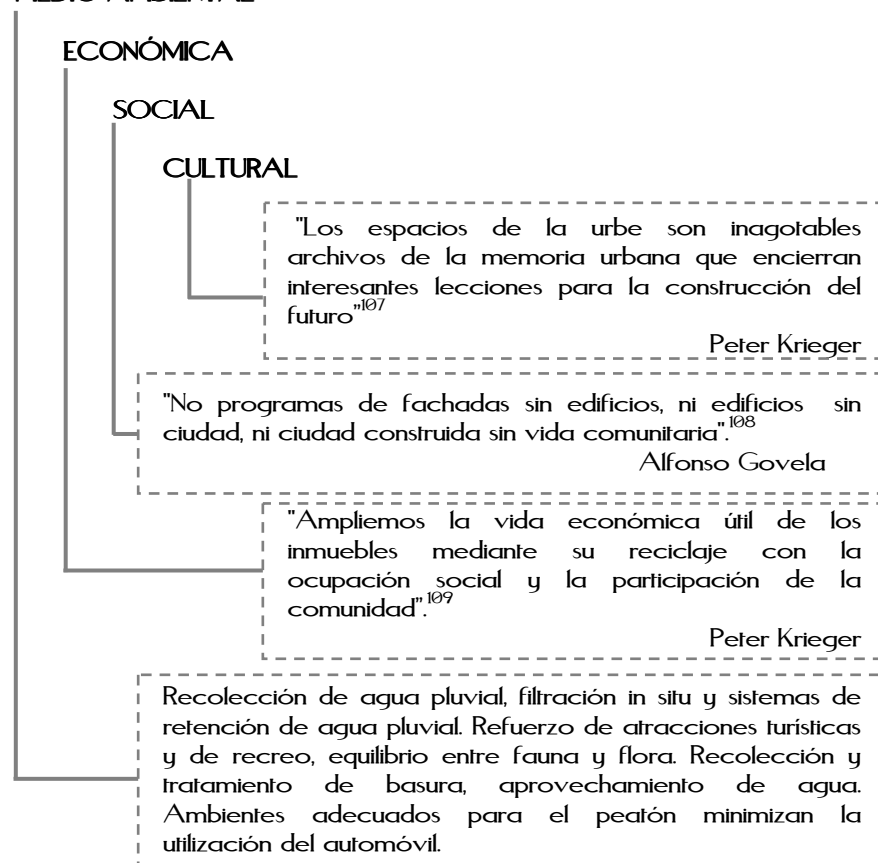 ECONÓMICA
SOCIAL
CULTURAL
"Los espacios de la urbe son inagotables
archivos de la memoria urbana que encierran
interesantes lecciones para la construcción del
futuro"107
Peter Krieger
"No programas de fachadas sin edificios, ni edificios sin
ciudad, ni ciudad construida sin vida comunitaria".108
Alfonso Govela
"Ampliemos la vida económica útil de los
inmuebles mediante su reciclaje con la
ocupación social y la participación de la
comunidad".109
Peter Krieger
Recolección de agua pluvial, filtración in situ y sistemas de
retención de agua pluvial. Refuerzo de atracciones turísticas
y de recreo, equilibrio entre fauna y flora. Recolección y
tratamiento de basura, aprovechamiento de agua.
Ambientes adecuados para el peatón minimizan la
utilización del automóvil.